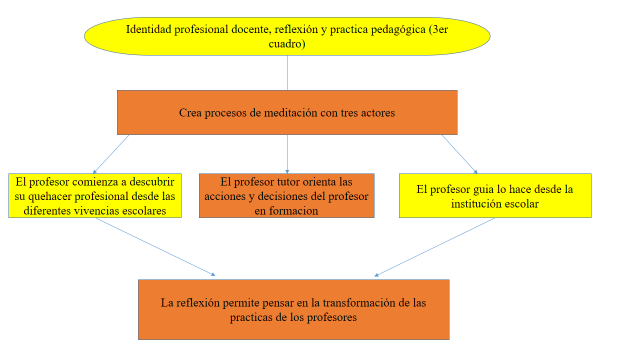 Identidad profesional docente, reflexión y practica pedagógica (3er
cuadro)
Crea procesos de meditación con tres actores
El profesor comienza a descubrir
su quehacer profesional desde las
diferentes vivencias escolares
El profesor tutor orienta las
acciones y decisiones del profesor
en formacion
El profesor guia lo hace desde la
institución escolar
La reflexión permite pensar en la transformación de las
practicas de los profesores